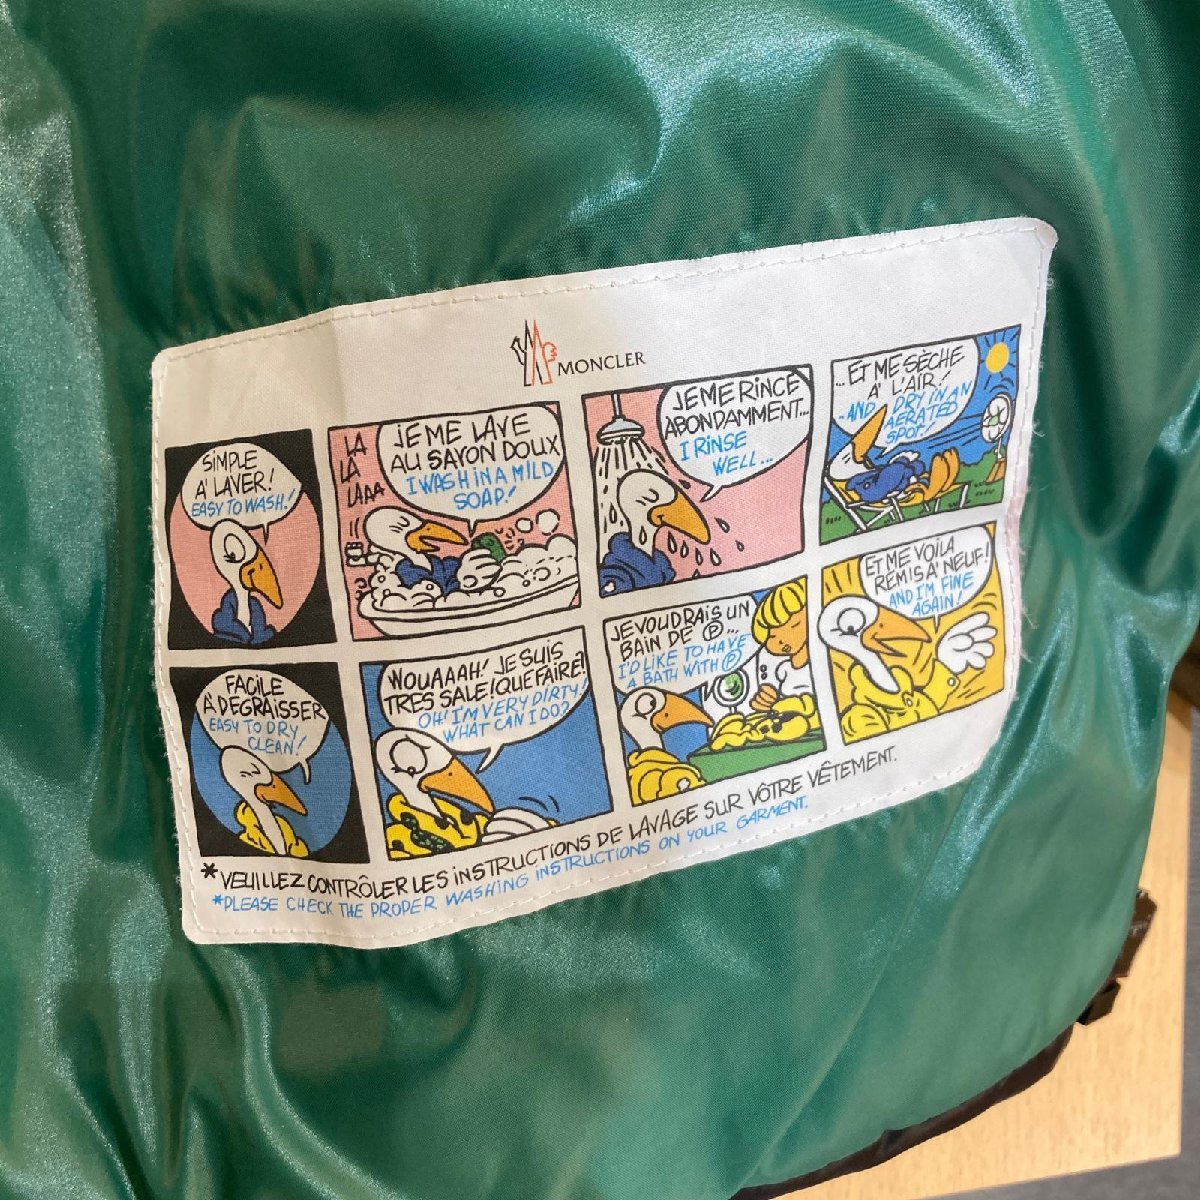 MONCLER
SIMPLE
A' LAVER!
EASY TO WASH!
LA
LÀ
LAAA
JE ME LAVE
AU SAVON DOUX
I WASH IN A MILD
SOAP!
JE ME RINCE
ABONDAMMENT...
I RINSE
WELL...
... ET ME SÈCHE
A' L'AIR!
...AND DRY IN AN
AERATED
SPOT!
FACILE
A' DEGRAISSER
EASY TO DRY
CLEAN!
WOUAAAH! JE SUIS
TRES SALE! QUE FAIRE?
OH! I'M VERY DIRTY!
WHAT CAN I DO?
JE VOUDRAIS UN
BAIN DE Ⓟ...
I'D LIKE TO HAVE
A BATH WITH Ⓟ
ET ME VOILA
REMIS A' NEUF!
AND I'M FINE
AGAIN!
*VEUILLEZ CONTRÔLER LES INSTRUCTIONS DE LAVAGE SUR VÔTRE VÊTEMENT.
*PLEASE CHECK THE PROPER WASHING INSTRUCTIONS ON YOUR GARMENT.